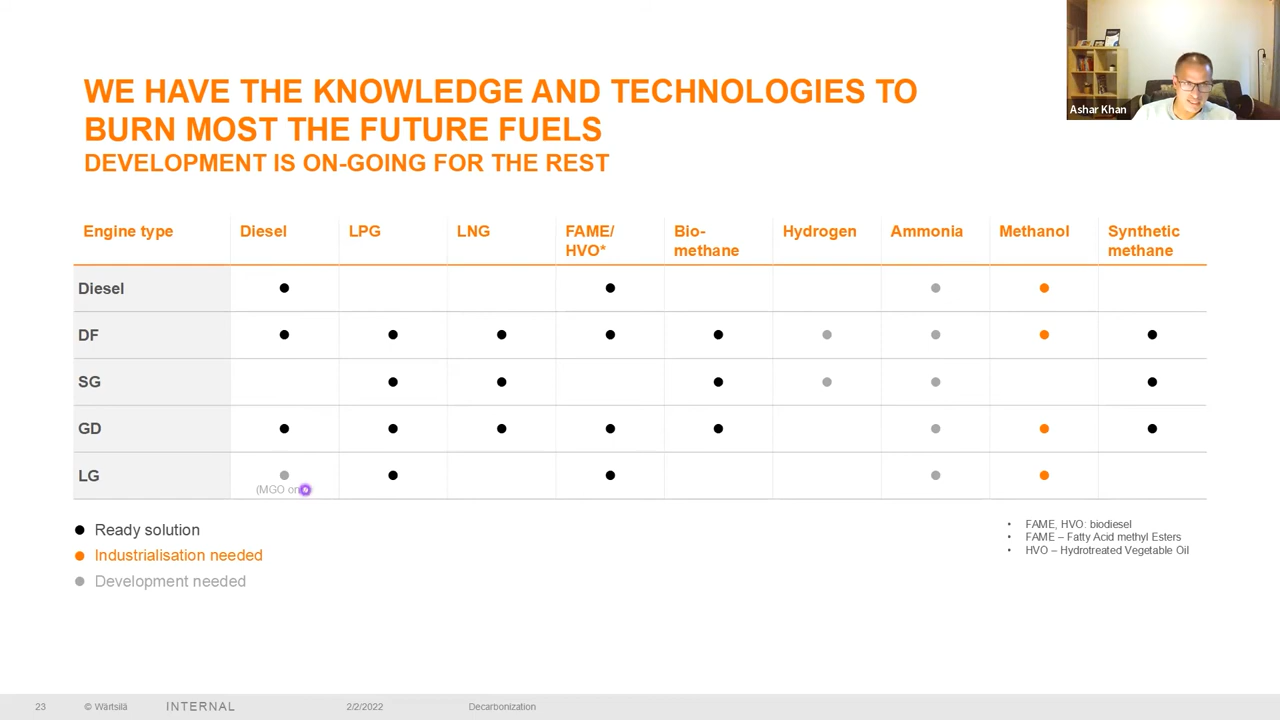 Ashar Khan
WE HAVE THE KNOWLEDGE AND TECHNOLOGIES TO
BURN MOST THE FUTURE FUELS
DEVELOPMENT IS ON-GOING FOR THE REST
Engine type Diesel LPG LNG FAME/ HVO* Bio- methane Hydrogen Ammonia Methanol Synthetic methane
Diesel
DF
SG
GD
LG
(MGO
Ready solution
Industrialisation needed
Development needed
• FAME, HVO: biodiesel
• FAME – Fatty Acid methyl Esters
• HVO – Hydrotreated Vegetable Oil
23 © Wärtsilä INTERNAL 2/2/2022 Decarbonization